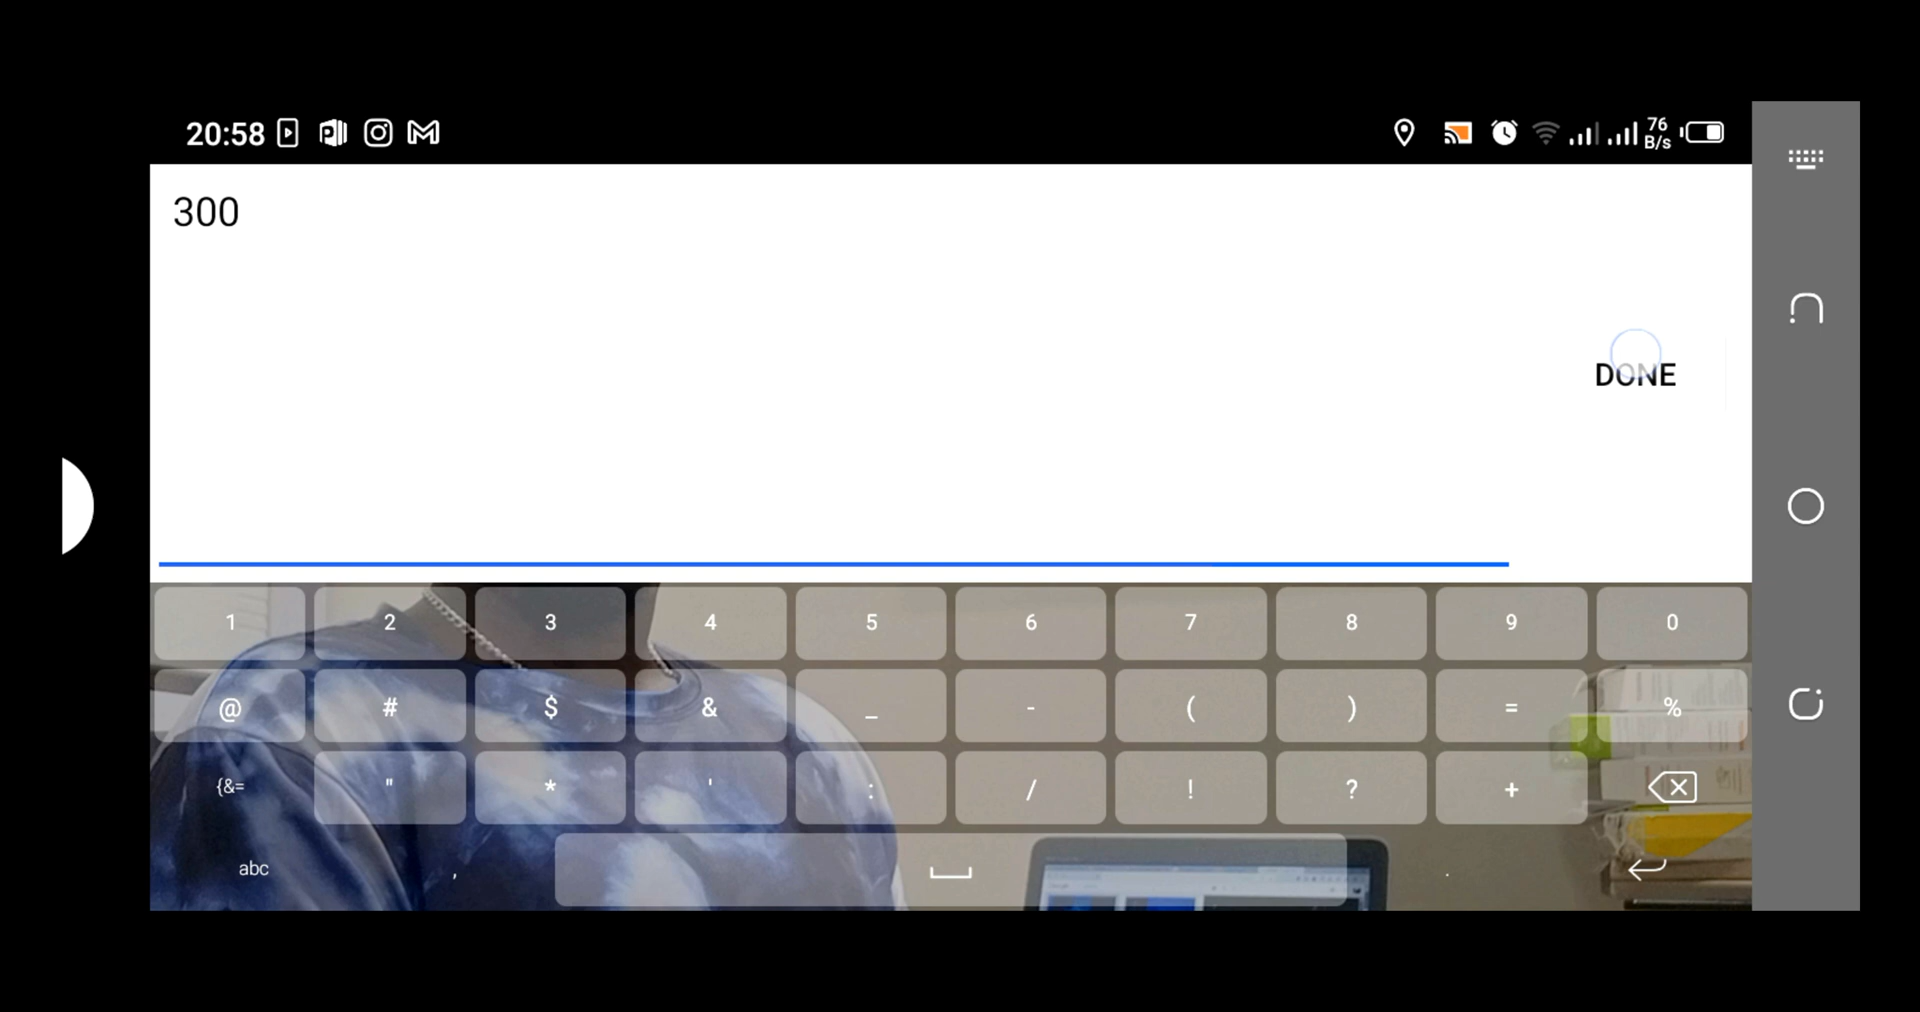 20:58
76
B/s
300
DONE
1 2 3 4 5 6 7 8 9 0
@ # $ & _ - ( ) = %
{&= " * ' : / ! ? +
abc , .